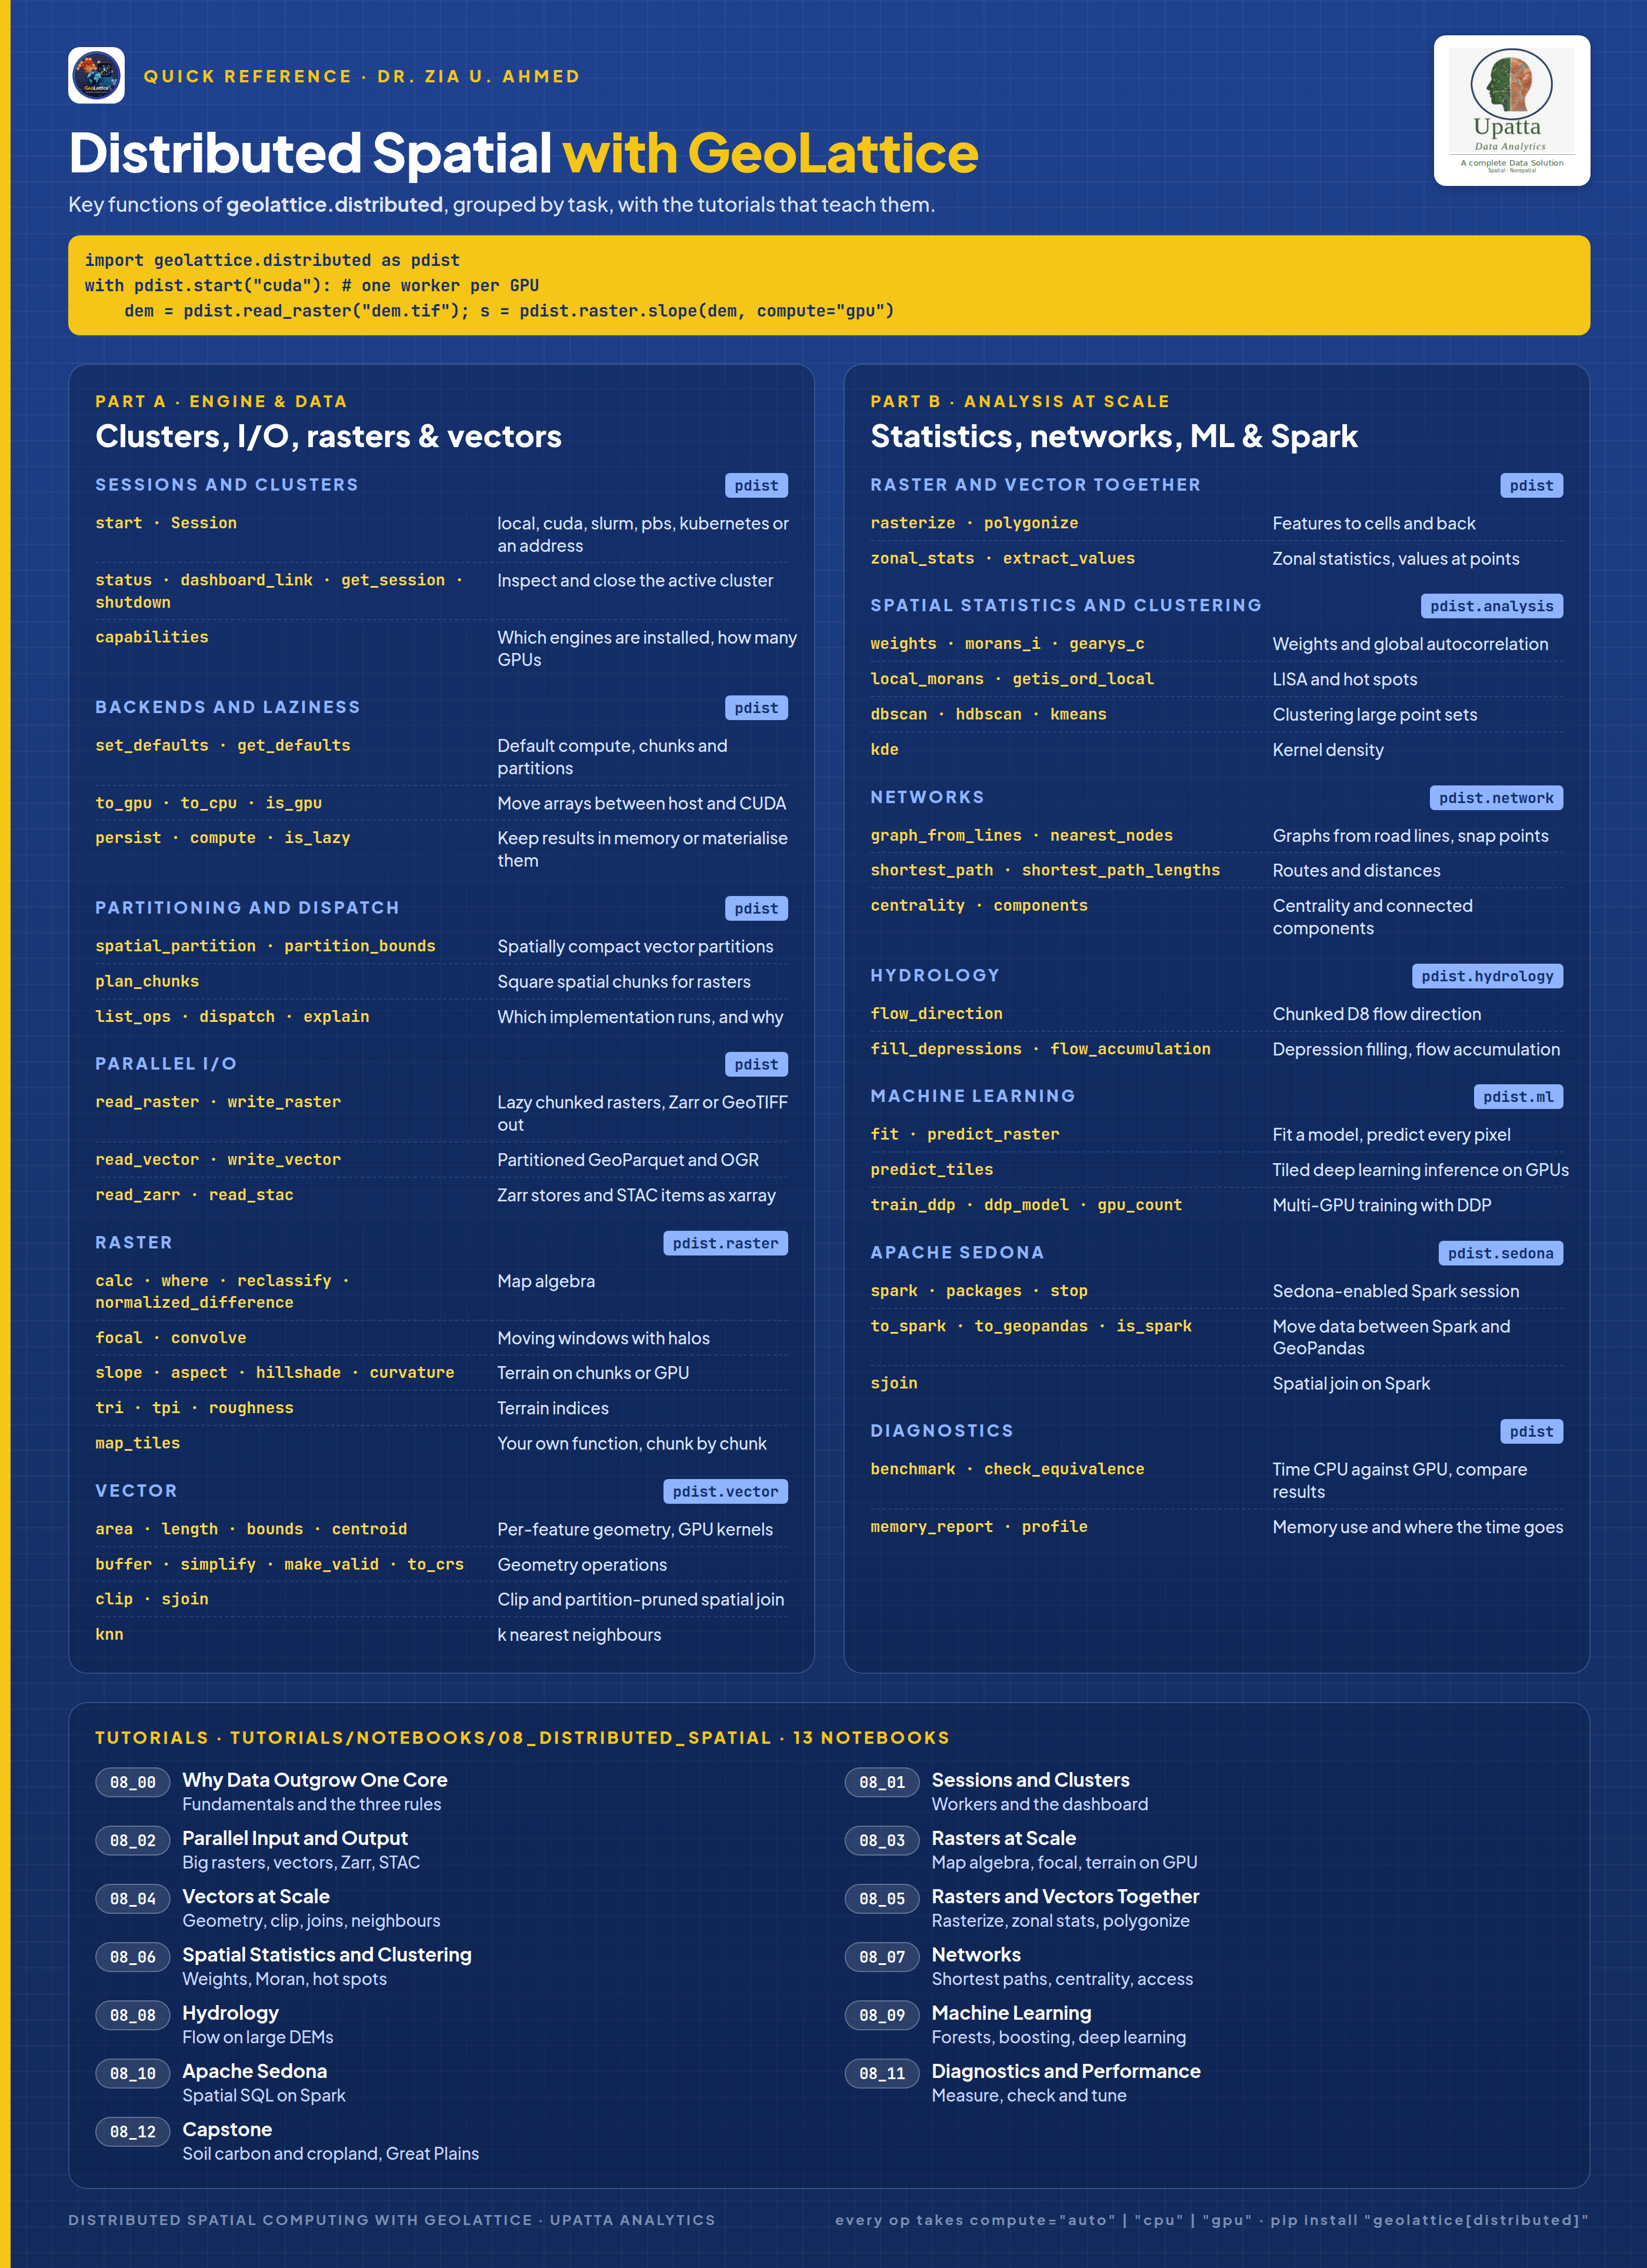 GeoLattice
QUICK REFERENCE · DR. ZIA U. AHMED
Upatta
Data Analytics
A complete Data Solution
Spatial - Nonspatial
Distributed Spatial with GeoLattice
Key functions of geolattice.distributed, grouped by task, with the tutorials that teach them.
import geolattice.distributed as pdist
with pdist.start("cuda"): # one worker per GPU
    dem = pdist.read_raster("dem.tif"); s = pdist.raster.slope(dem, compute="gpu")
PART A · ENGINE & DATA
Clusters, I/O, rasters & vectors
SESSIONS AND CLUSTERS pdist
start · Session local, cuda, slurm, pbs, kubernetes or
an address
status · dashboard_link · get_session · Inspect and close the active cluster
shutdown
capabilities Which engines are installed, how many
GPUs
BACKENDS AND LAZINESS pdist
set_defaults · get_defaults Default compute, chunks and
partitions
to_gpu · to_cpu · is_gpu Move arrays between host and CUDA
persist · compute · is_lazy Keep results in memory or materialise
them
PARTITIONING AND DISPATCH pdist
spatial_partition · partition_bounds Spatially compact vector partitions
plan_chunks Square spatial chunks for rasters
list_ops · dispatch · explain Which implementation runs, and why
PARALLEL I/O pdist
read_raster · write_raster Lazy chunked rasters, Zarr or GeoTIFF
out
read_vector · write_vector Partitioned GeoParquet and OGR
read_zarr · read_stac Zarr stores and STAC items as xarray
RASTER pdist.raster
calc · where · reclassify · Map algebra
normalized_difference
focal · convolve Moving windows with halos
slope · aspect · hillshade · curvature Terrain on chunks or GPU
tri · tpi · roughness Terrain indices
map_tiles Your own function, chunk by chunk
VECTOR pdist.vector
area · length · bounds · centroid Per-feature geometry, GPU kernels
buffer · simplify · make_valid · to_crs Geometry operations
clip · sjoin Clip and partition-pruned spatial join
knn k nearest neighbours
PART B · ANALYSIS AT SCALE
Statistics, networks, ML & Spark
RASTER AND VECTOR TOGETHER pdist
rasterize · polygonize Features to cells and back
zonal_stats · extract_values Zonal statistics, values at points
SPATIAL STATISTICS AND CLUSTERING pdist.analysis
weights · morans_i · gearys_c Weights and global autocorrelation
local_morans · getis_ord_local LISA and hot spots
dbscan · hdbscan · kmeans Clustering large point sets
kde Kernel density
NETWORKS pdist.network
graph_from_lines · nearest_nodes Graphs from road lines, snap points
shortest_path · shortest_path_lengths Routes and distances
centrality · components Centrality and connected
components
HYDROLOGY pdist.hydrology
flow_direction Chunked D8 flow direction
fill_depressions · flow_accumulation Depression filling, flow accumulation
MACHINE LEARNING pdist.ml
fit · predict_raster Fit a model, predict every pixel
predict_tiles Tiled deep learning inference on GPUs
train_ddp · ddp_model · gpu_count Multi-GPU training with DDP
APACHE SEDONA pdist.sedona
spark · packages · stop Sedona-enabled Spark session
to_spark · to_geopandas · is_spark Move data between Spark and
GeoPandas
sjoin Spatial join on Spark
DIAGNOSTICS pdist
benchmark · check_equivalence Time CPU against GPU, compare
results
memory_report · profile Memory use and where the time goes
TUTORIALS · TUTORIALS/NOTEBOOKS/08_DISTRIBUTED_SPATIAL · 13 NOTEBOOKS
08_00 Why Data Outgrow One Core
Fundamentals and the three rules
08_01 Sessions and Clusters
Workers and the dashboard
08_02 Parallel Input and Output
Big rasters, vectors, Zarr, STAC
08_03 Rasters at Scale
Map algebra, focal, terrain on GPU
08_04 Vectors at Scale
Geometry, clip, joins, neighbours
08_05 Rasters and Vectors Together
Rasterize, zonal stats, polygonize
08_06 Spatial Statistics and Clustering
Weights, Moran, hot spots
08_07 Networks
Shortest paths, centrality, access
08_08 Hydrology
Flow on large DEMs
08_09 Machine Learning
Forests, boosting, deep learning
08_10 Apache Sedona
Spatial SQL on Spark
08_11 Diagnostics and Performance
Measure, check and tune
08_12 Capstone
Soil carbon and cropland, Great Plains
DISTRIBUTED SPATIAL COMPUTING WITH GEOLATTICE · UPATTA ANALYTICS
every op takes compute="auto" | "cpu" | "gpu" · pip install "geolattice[distributed]"